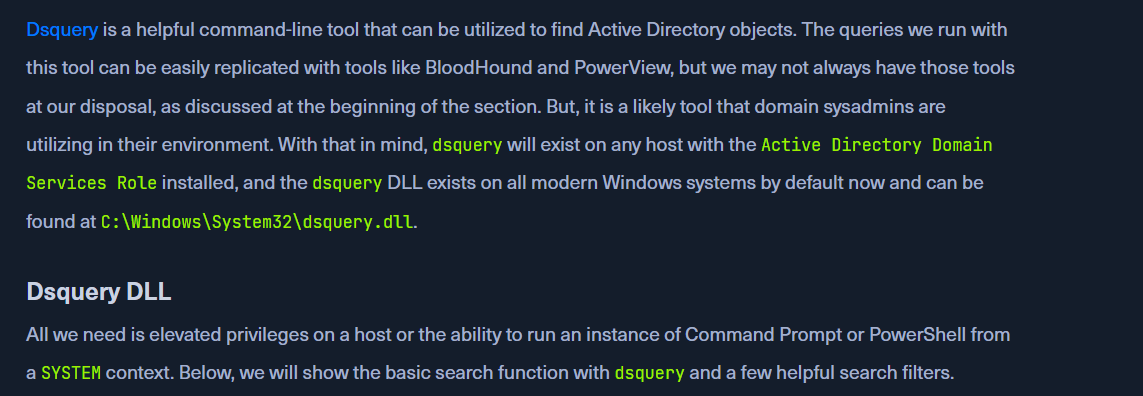 Dsquery is a helpful command-line tool that can be utilized to find Active Directory objects. The queries we run with
this tool can be easily replicated with tools like BloodHound and PowerView, but we may not always have those tools
at our disposal, as discussed at the beginning of the section. But, it is a likely tool that domain sysadmins are
utilizing in their environment. With that in mind, dsquery will exist on any host with the Active Directory Domain
Services Role installed, and the dsquery DLL exists on all modern Windows systems by default now and can be
found at C:\Windows\System32\dsquery.dll.
Dsquery DLL
All we need is elevated privileges on a host or the ability to run an instance of Command Prompt or PowerShell from
a SYSTEM context. Below, we will show the basic search function with dsquery and a few helpful search filters.